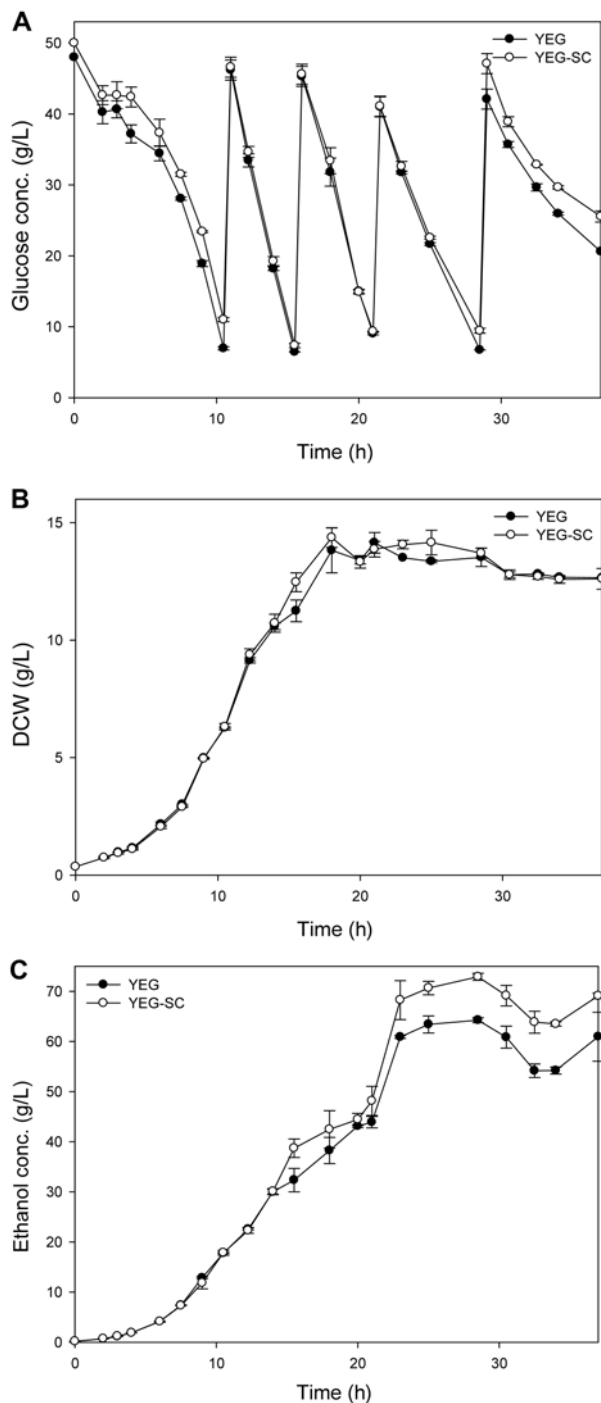 A
50
40
30
20
10
0
Glucose conc. (g/L)
YEG
YEG-SC
0 10 20 30
Time (h)
B
15
10
5
0
DCW (g/L)
YEG
YEG-SC
0 10 20 30
Time (h)
C
70
60
50
40
30
20
10
0
Ethanol conc. (g/L)
YEG
YEG-SC
0 10 20 30
Time (h)